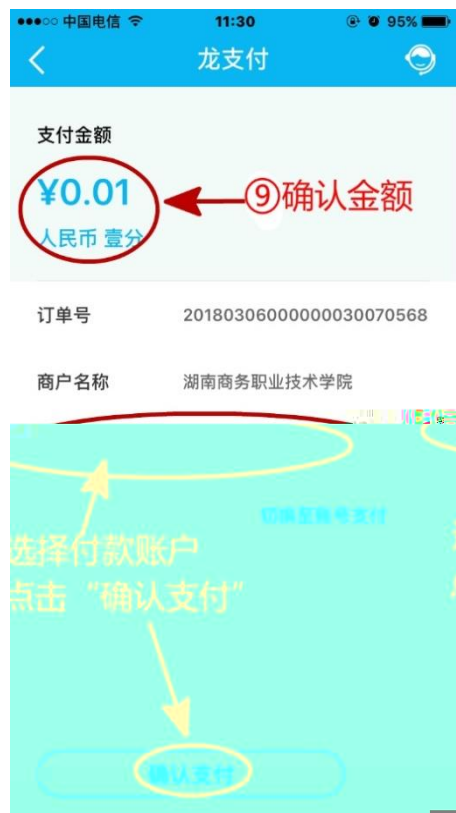 中国电信 11:30 95%
龙支付
支付金额
¥0.01
⑨确认金额
人民币 壹分
订单号 20180306000000030070568
商户名称 湖南商务职业技术学院
切换至账号支付
选择付款账户
点击“确认支付”
确认支付